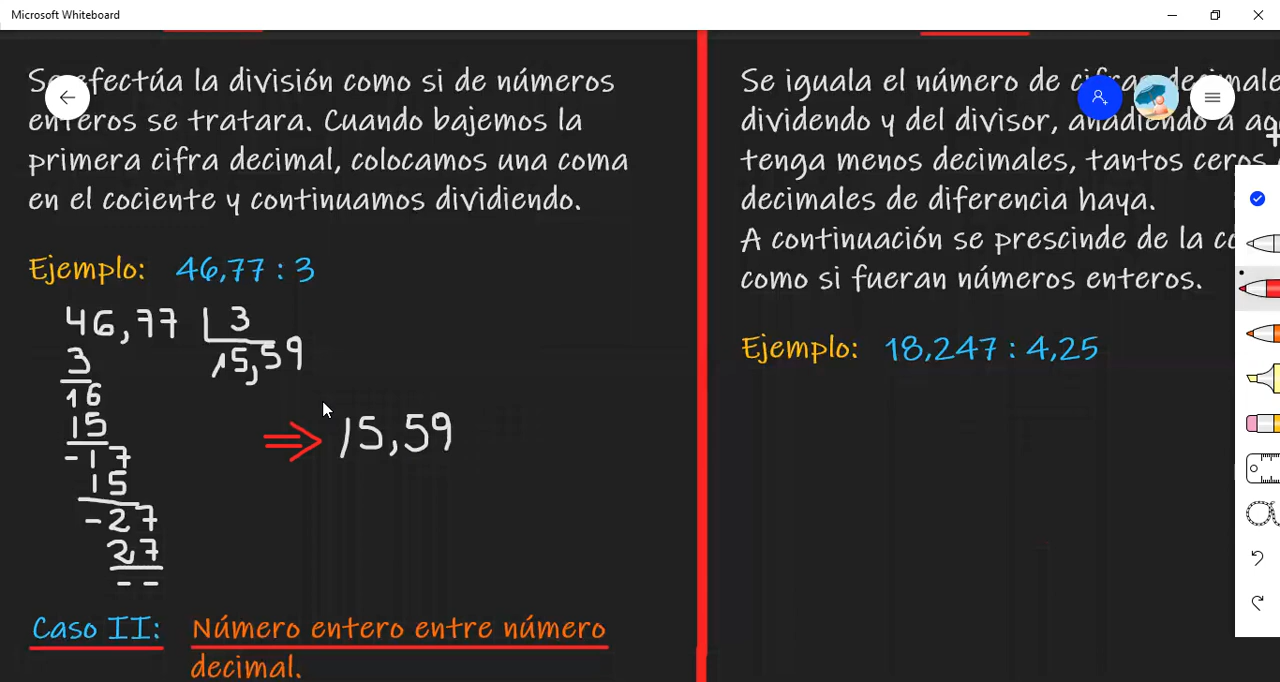 Microsoft Whiteboard
Se efectúa la división como si de números
enteros se tratara. Cuando bajemos la
primera cifra decimal, colocamos una coma
en el cociente y continuamos dividiendo.
Ejemplo: 46,77 : 3
46,77 3
3 15,59
16
15
-17
15
-27
27
--
⇒ 15,59
Caso II: Número entero entre número
decimal.
Se iguala el número de cifras decimale
dividendo y del divisor, añadiendo a aq
tenga menos decimales, tantos ceros
decimales de diferencia haya.
A continuación se prescinde de la co
como si fueran números enteros.
Ejemplo: 18,247 : 4,25